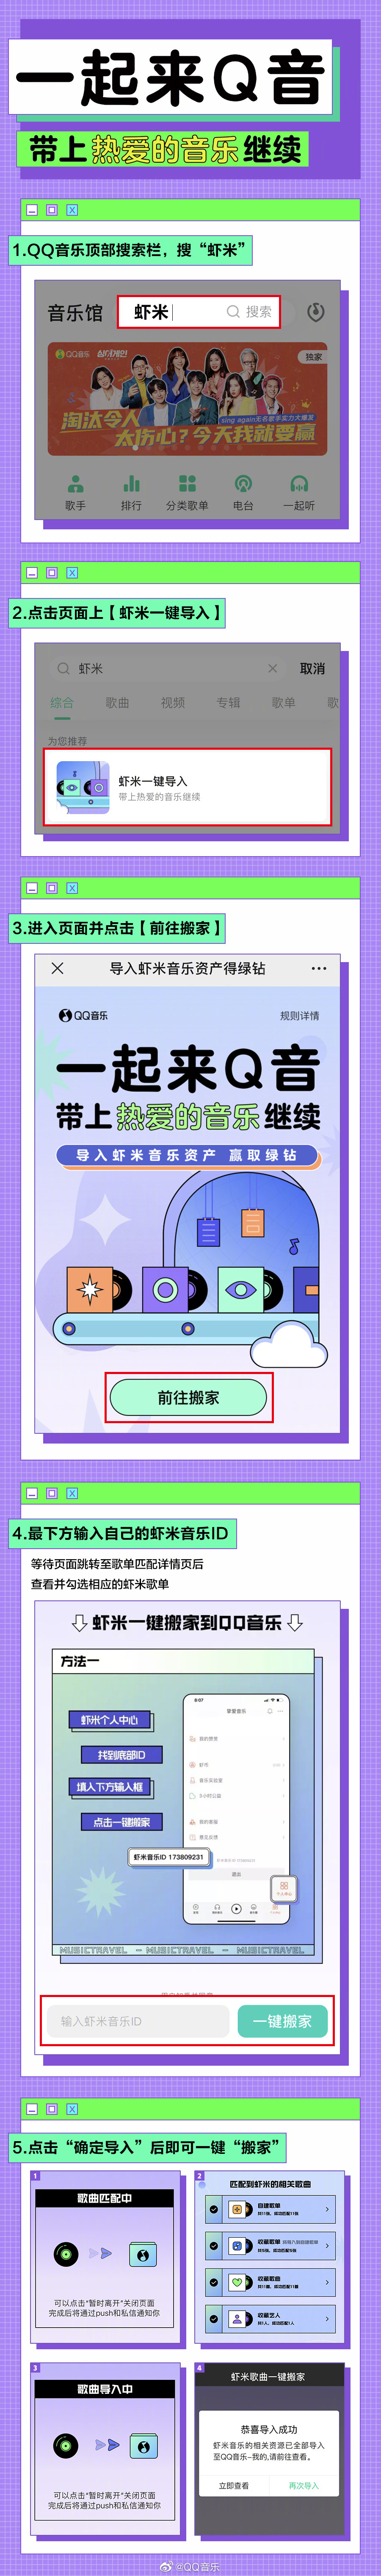 一起来Q音
带上热爱的音乐继续
1.QQ音乐顶部搜索栏，搜“虾米”
音乐馆
虾米
搜索
QQ音乐
独家
淘汰令人
太伤心？今天我就要赢
歌手
排行
分类歌单
电台
一起听
2.点击页面上【虾米一键导入】
虾米
取消
综合
歌曲
视频
专辑
歌单
歌
为您推荐
虾米一键导入
带上热爱的音乐继续
3.进入页面并点击【前往搬家】
导入虾米音乐资产得绿钻
QQ音乐
规则详情
一起来Q音
带上热爱的音乐继续
导入虾米音乐资产 赢取绿钻
前往搬家
4.最下方输入自己的虾米音乐ID
等待页面跳转至歌单匹配详情页后
查看并勾选相应的虾米歌单
虾米一键搬家到QQ音乐
方法一
虾米个人中心
找到底部ID
填入下方输入框
点击一键搬家
虾米音乐ID 173809231
MUSICTRAVEL - MUSICTRAVEL - MUSICTRAVEL
输入虾米音乐ID
一键搬家
5.点击“确定导入”后即可一键“搬家”
1
歌曲匹配中
可以点击“暂时离开”关闭页面
完成后将通过push和私信通知你
2
匹配到虾米的相关歌曲
自建歌单
收藏歌单
收藏歌曲
收藏艺人
3
歌曲导入中
可以点击“暂时离开”关闭页面
完成后将通过push和私信通知你
4
虾米歌曲一键搬家
恭喜导入成功
虾米音乐的相关资源已全部导入
至QQ音乐-我的,请前往查看。
立即查看
再次导入
@QQ音乐